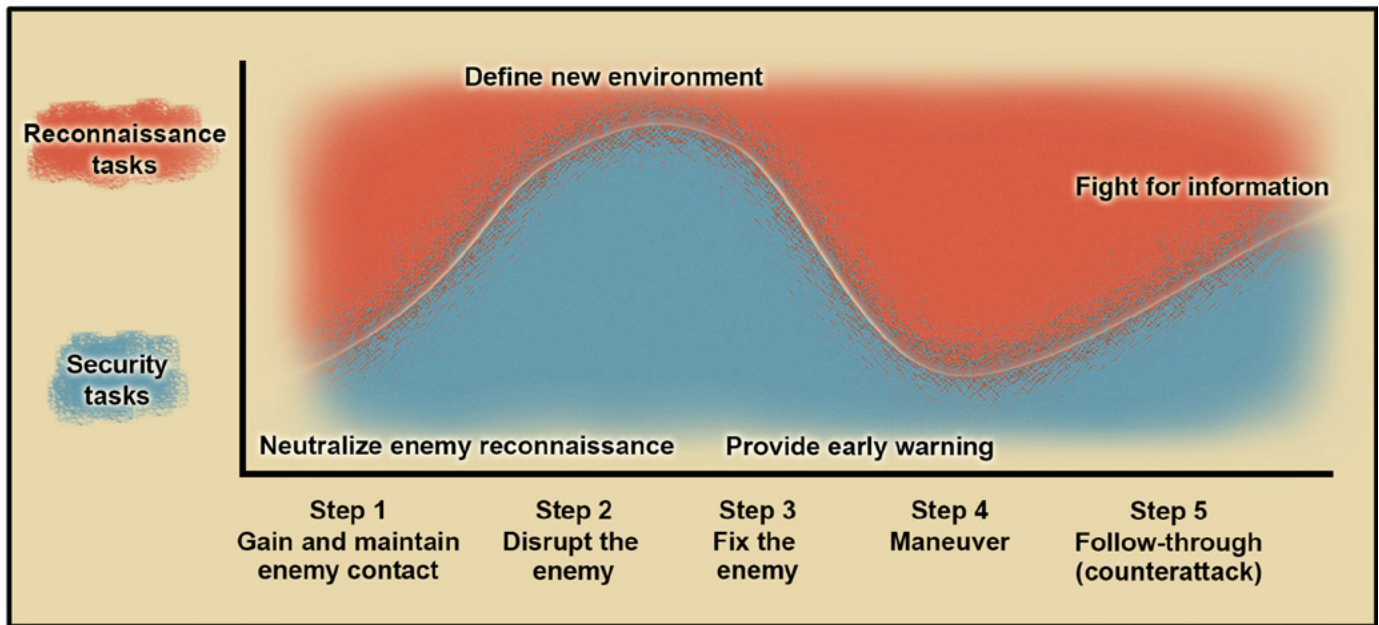 Define new environment
Reconnaissance
tasks
Fight for information
Security
tasks
Neutralize enemy reconnaissance
Provide early warning
Step 1
Gain and maintain
enemy contact
Step 2
Disrupt the
enemy
Step 3
Fix the
enemy
Step 4
Maneuver
Step 5
Follow-through
(counterattack)